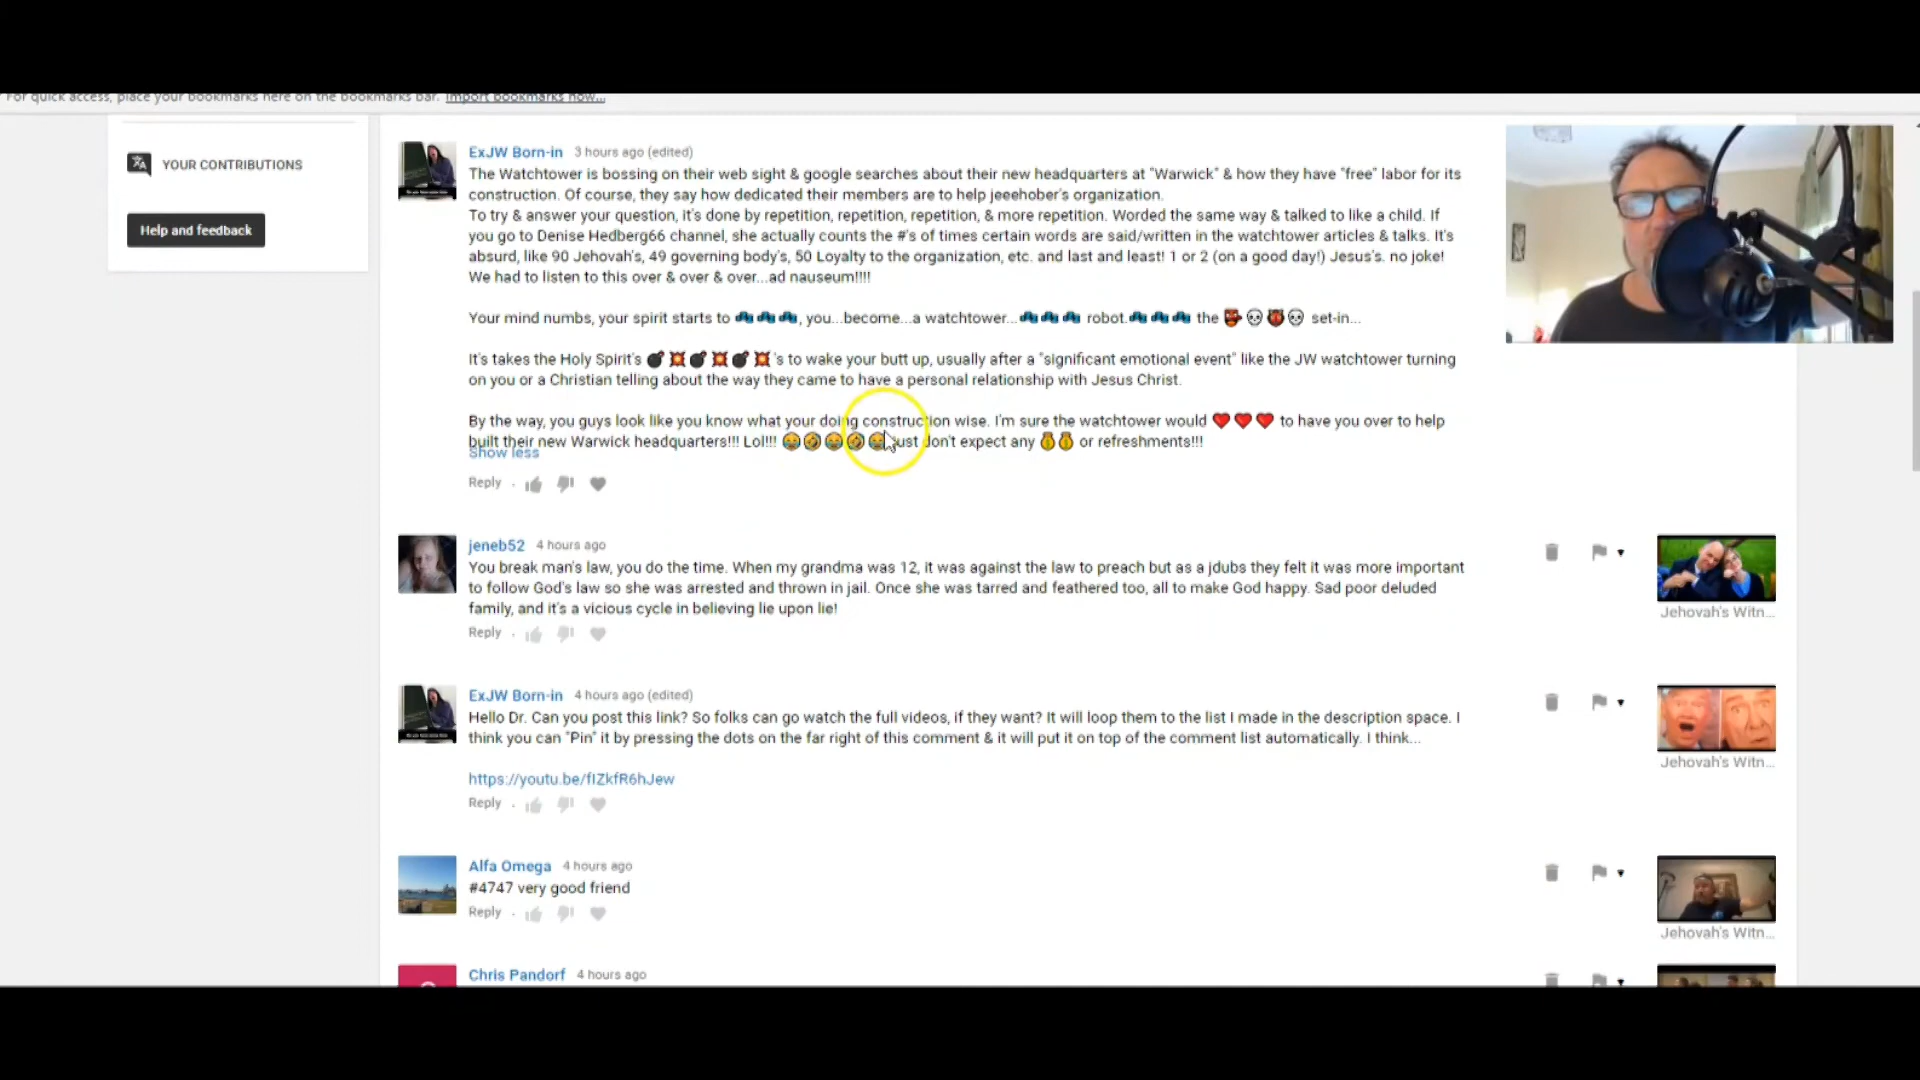 For quick access, place your bookmarks here on the bookmarks bar. Import bookmarks now...
YOUR CONTRIBUTIONS
Help and feedback
ExJW Born-in 3 hours ago (edited)
The Watchtower is bossing on their web sight & google searches about their new headquarters at "Warwick" & how they have "free" labor for its
construction. Of course, they say how dedicated their members are to help jeeehober's organization.
To try & answer your question, it's done by repetition, repetition, repetition, & more repetition. Worded the same way & talked to like a child. If
you go to Denise Hedberg66 channel, she actually counts the #'s of times certain words are said/written in the watchtower articles & talks. It's
absurd, like 90 Jehovah's, 49 governing body's, 50 Loyalty to the organization, etc. and last and least! 1 or 2 (on a good day!) Jesus's. no joke!
We had to listen to this over & over & over...ad nauseum!!!!
Your mind numbs, your spirit starts to , you...become...a watchtower... robot. the 👺💀👹💀 set-in...
It's takes the Holy Spirit's 💣💥💣💥💣💥's to wake your butt up, usually after a "significant emotional event" like the JW watchtower turning
on you or a Christian telling about the way they came to have a personal relationship with Jesus Christ.
By the way, you guys look like you know what your doing construction wise. I'm sure the watchtower would ❤❤❤ to have you over to help
built their new Warwick headquarters!!! Lol!!! 😂🤣😂🤣😂 just don't expect any 💰💰 or refreshments!!!
Show less
Reply
jeneb52 4 hours ago
You break man's law, you do the time. When my grandma was 12, it was against the law to preach but as a jdubs they felt it was more important
to follow God's law so she was arrested and thrown in jail. Once she was tarred and feathered too, all to make God happy. Sad poor deluded
family, and it's a vicious cycle in believing lie upon lie!
Reply
Jehovah's Witn...
ExJW Born-in 4 hours ago (edited)
Hello Dr. Can you post this link? So folks can go watch the full videos, if they want? It will loop them to the list I made in the description space. I
think you can "Pin" it by pressing the dots on the far right of this comment & it will put it on top of the comment list automatically. I think...
https://youtu.be/fIZkfR6hJew
Reply
Jehovah's Witn...
Alfa Omega 4 hours ago
#4747 very good friend
Reply
Jehovah's Witn...
Chris Pandorf 4 hours ago